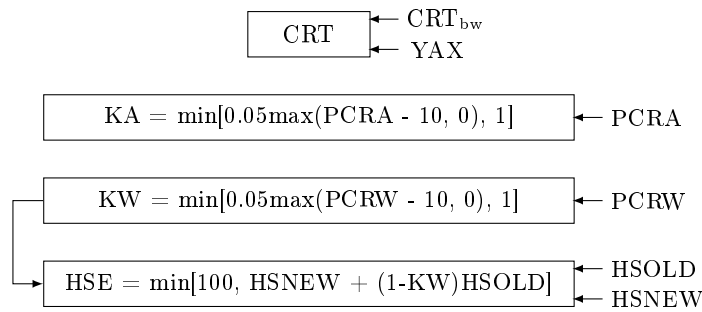 CRT
CRT_bw
YAX
KA = min[0.05max(PCRA - 10, 0), 1]
PCRA
KW = min[0.05max(PCRW - 10, 0), 1]
PCRW
HSE = min[100, HSNEW + (1-KW)HSOLD]
HSOLD
HSNEW